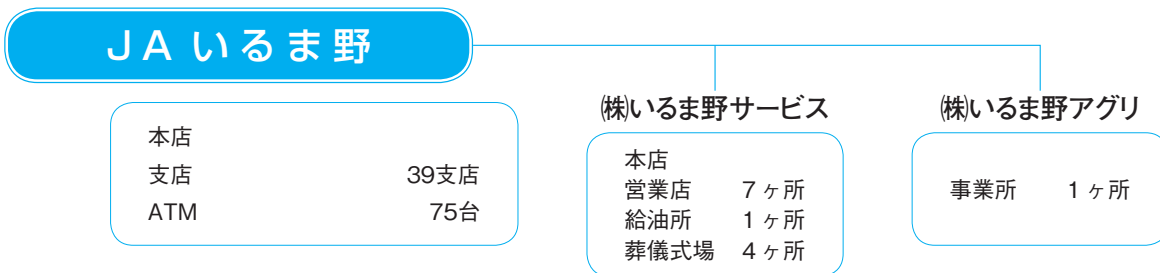 JAいるま野
本店
支店 39支店
ATM 75台
㈱いるま野サービス
本店
営業店 7ヶ所
給油所 1ヶ所
葬儀式場 4ヶ所
㈱いるま野アグリ
事業所 1ヶ所